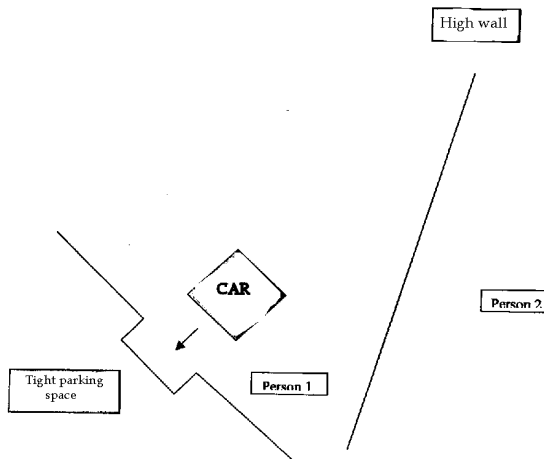 High wall
CAR
Person 2
Tight parking
space
Person 1